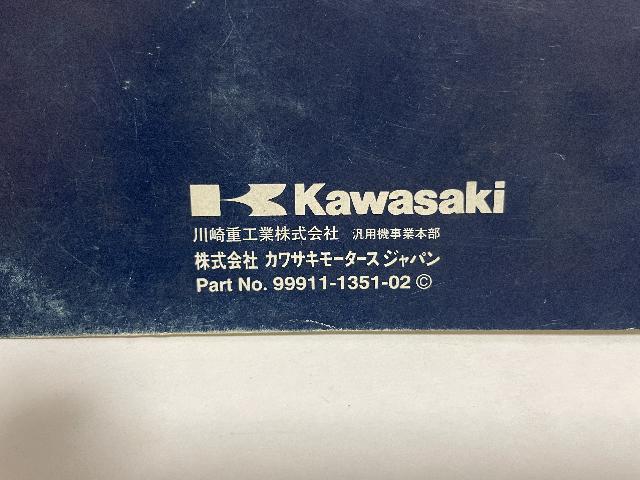 Kawasaki
川崎重工業株式会社 汎用機事業本部
株式会社 カワサキモータースジャパン
Part No. 99911-1351-02 ©